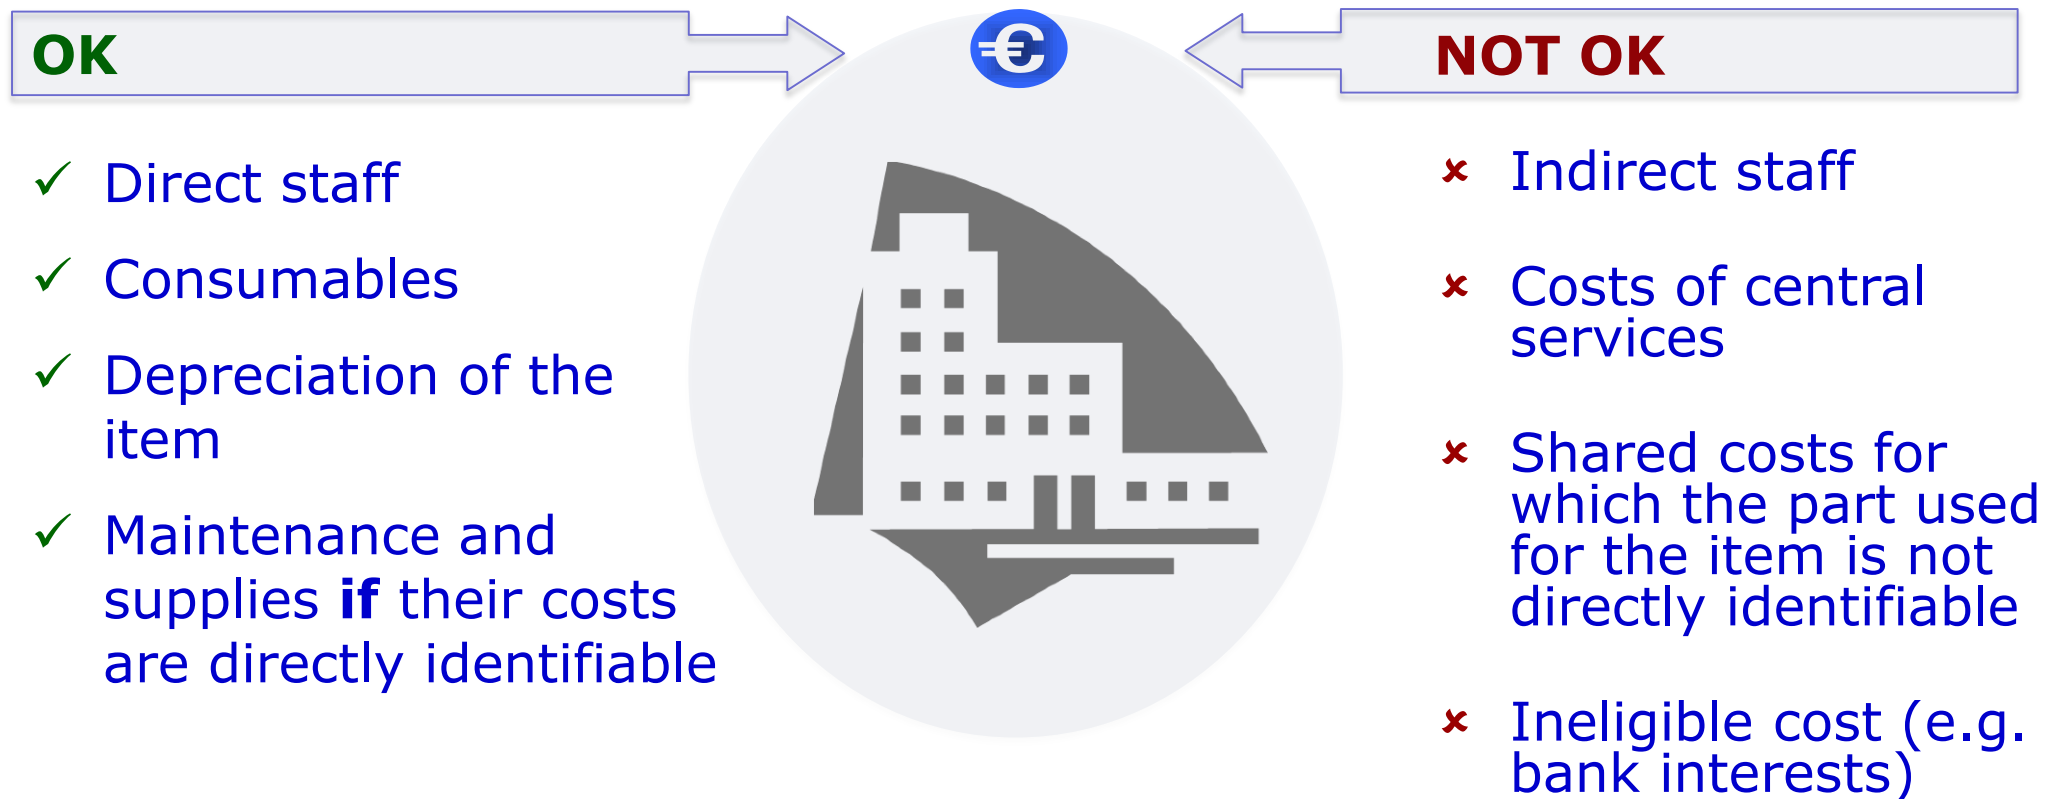 OK
✓ Direct staff
✓ Consumables
✓ Depreciation of the
item
✓ Maintenance and
supplies if their costs
are directly identifiable
€
NOT OK
✘ Indirect staff
✘ Costs of central
services
✘ Shared costs for
which the part used
for the item is not
directly identifiable
✘ Ineligible cost (e.g.
bank interests)